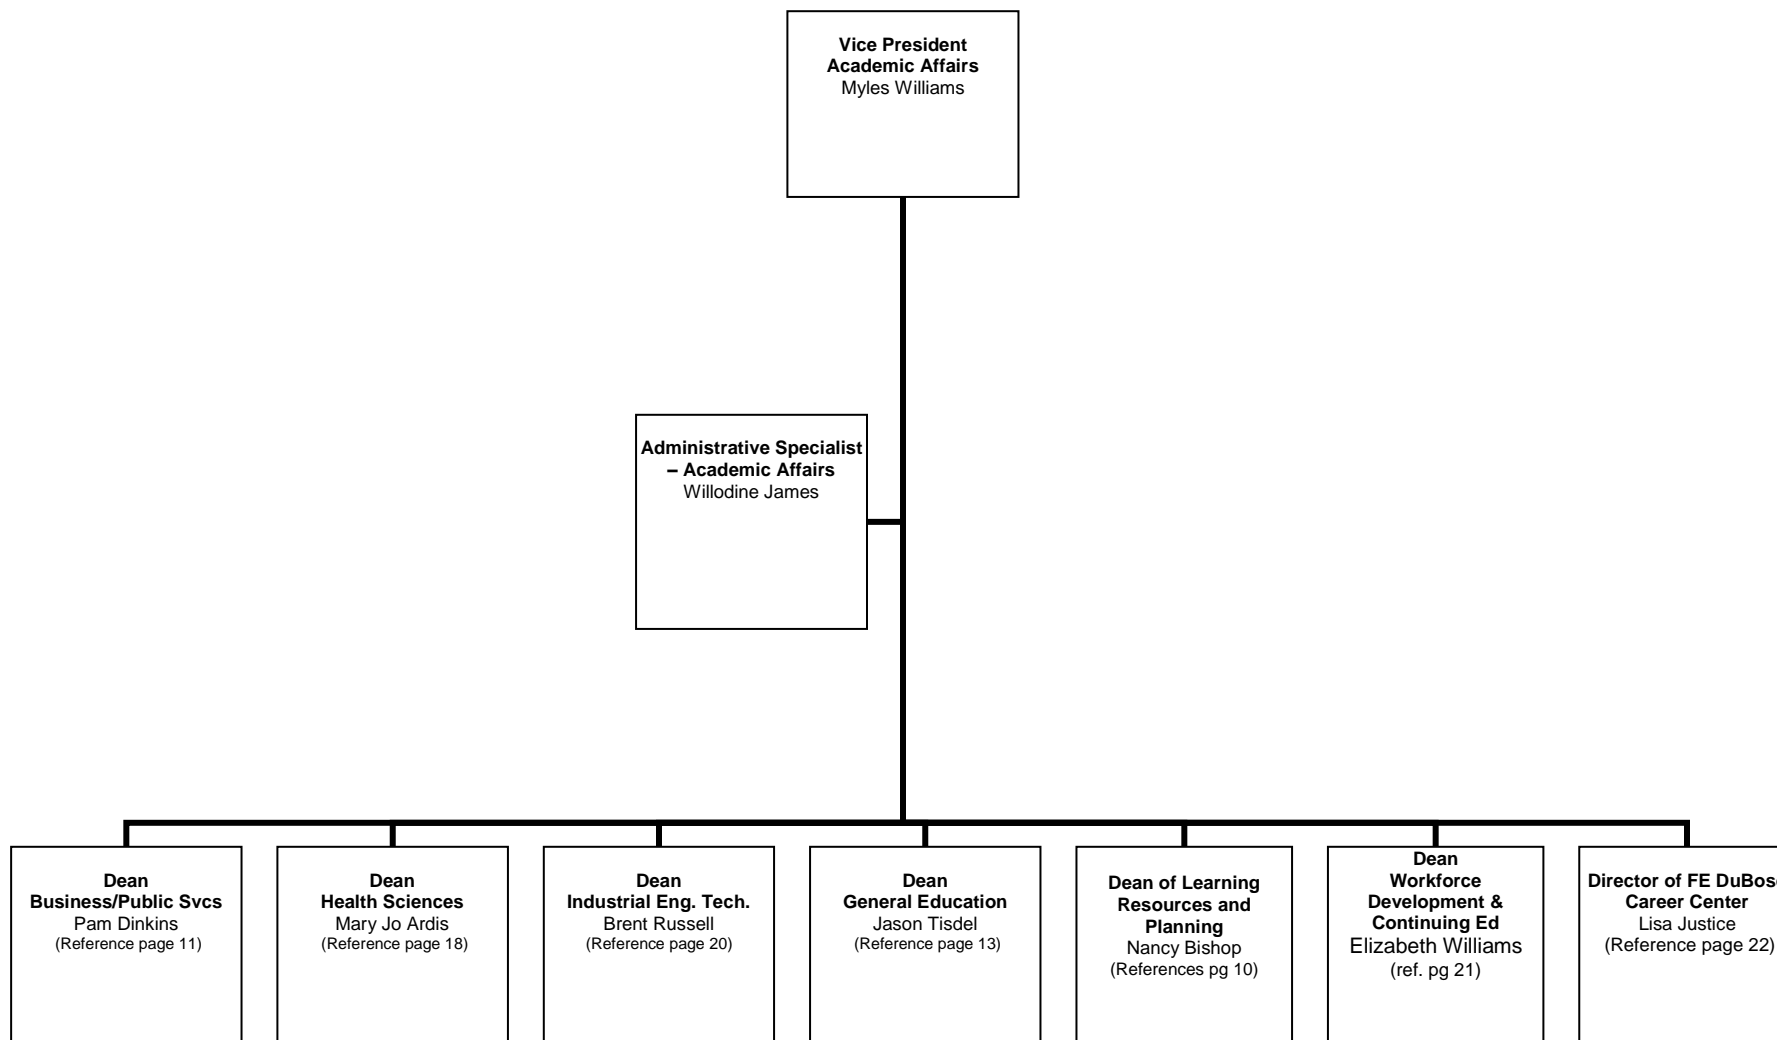 Vice President
Academic Affairs
Myles Williams
Administrative Specialist
– Academic Affairs
Willodine James
Dean
Business/Public Svcs
Pam Dinkins
(Reference page 11)
Dean
Health Sciences
Mary Jo Ardis
(Reference page 18)
Dean
Industrial Eng. Tech.
Brent Russell
(Reference page 20)
Dean
General Education
Jason Tisdel
(Reference page 13)
Dean of Learning
Resources and
Planning
Nancy Bishop
(References pg 10)
Dean
Workforce
Development &
Continuing Ed
Elizabeth Williams
(ref. pg 21)
Director of FE DuBose
Career Center
Lisa Justice
(Reference page 22)